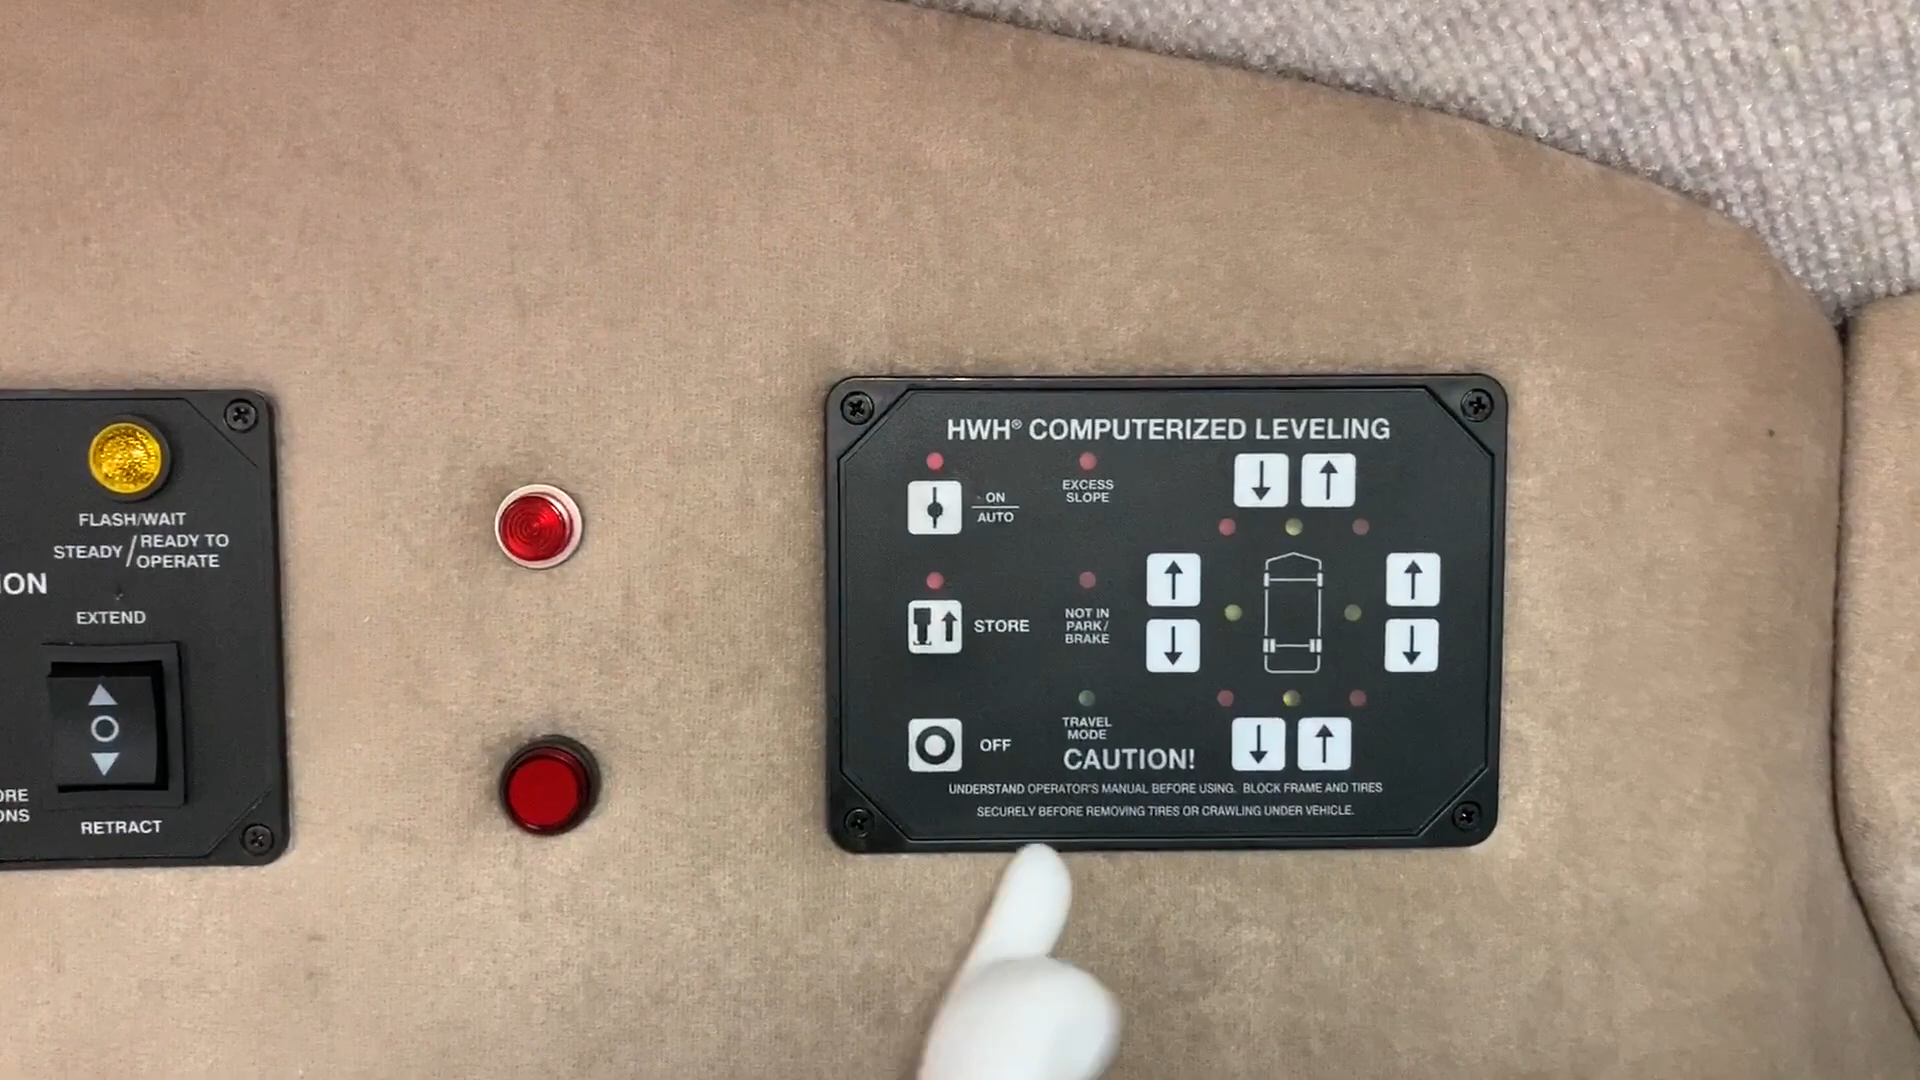 FLASH/WAIT
STEADY/READY TO
OPERATE
ION
EXTEND
ORE
ONS
RETRACT
HWH® COMPUTERIZED LEVELING
ON
AUTO
EXCESS
SLOPE
STORE
NOT IN
PARK/
BRAKE
OFF
TRAVEL
MODE
CAUTION!
UNDERSTAND OPERATOR'S MANUAL BEFORE USING. BLOCK FRAME AND TIRES
SECURELY BEFORE REMOVING TIRES OR CRAWLING UNDER VEHICLE.